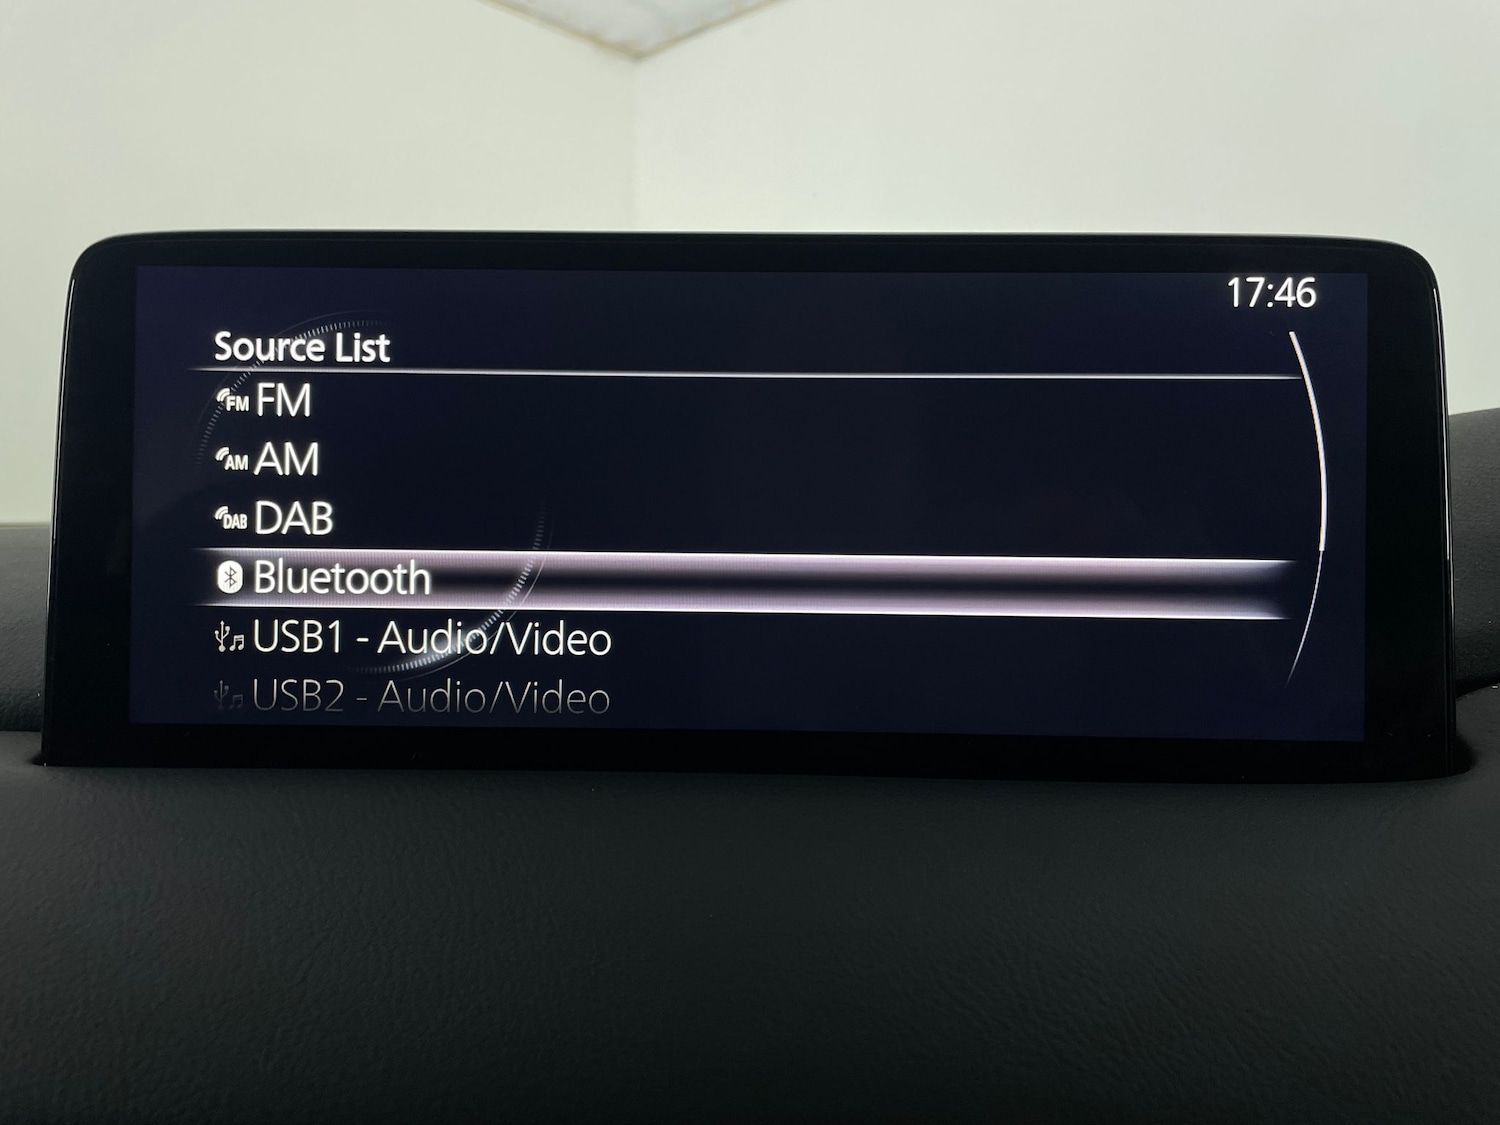 17:46
Source List
FM FM
AM AM
DAB DAB
Bluetooth
USB1 - Audio/Video
USB2 - Audio/Video